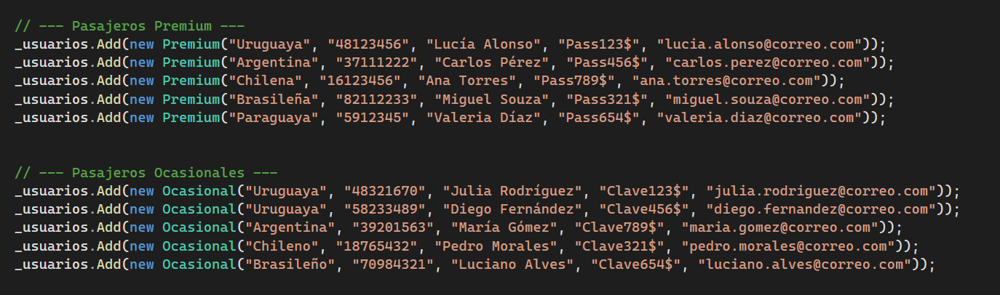 // --- Pasajeros Premium ---
_usuarios.Add(new Premium("Uruguaya", "48123456", "Lucía Alonso", "Pass123$", "lucia.alonso@correo.com"));
_usuarios.Add(new Premium("Argentina", "37111222", "Carlos Pérez", "Pass456$", "carlos.perez@correo.com"));
_usuarios.Add(new Premium("Chilena", "16123456", "Ana Torres", "Pass789$", "ana.torres@correo.com"));
_usuarios.Add(new Premium("Brasileña", "82112233", "Miguel Souza", "Pass321$", "miguel.souza@correo.com"));
_usuarios.Add(new Premium("Paraguaya", "5912345", "Valeria Díaz", "Pass654$", "valeria.diaz@correo.com"));
// --- Pasajeros Ocasionales ---
_usuarios.Add(new Ocasional("Uruguaya", "48321670", "Julia Rodríguez", "Clave123$", "julia.rodriguez@correo.com"));
_usuarios.Add(new Ocasional("Uruguaya", "58233489", "Diego Fernández", "Clave456$", "diego.fernandez@correo.com"));
_usuarios.Add(new Ocasional("Argentina", "39201563", "María Gómez", "Clave789$", "maria.gomez@correo.com"));
_usuarios.Add(new Ocasional("Chileno", "18765432", "Pedro Morales", "Clave321$", "pedro.morales@correo.com"));
_usuarios.Add(new Ocasional("Brasileño", "70984321", "Luciano Alves", "Clave654$", "luciano.alves@correo.com"));